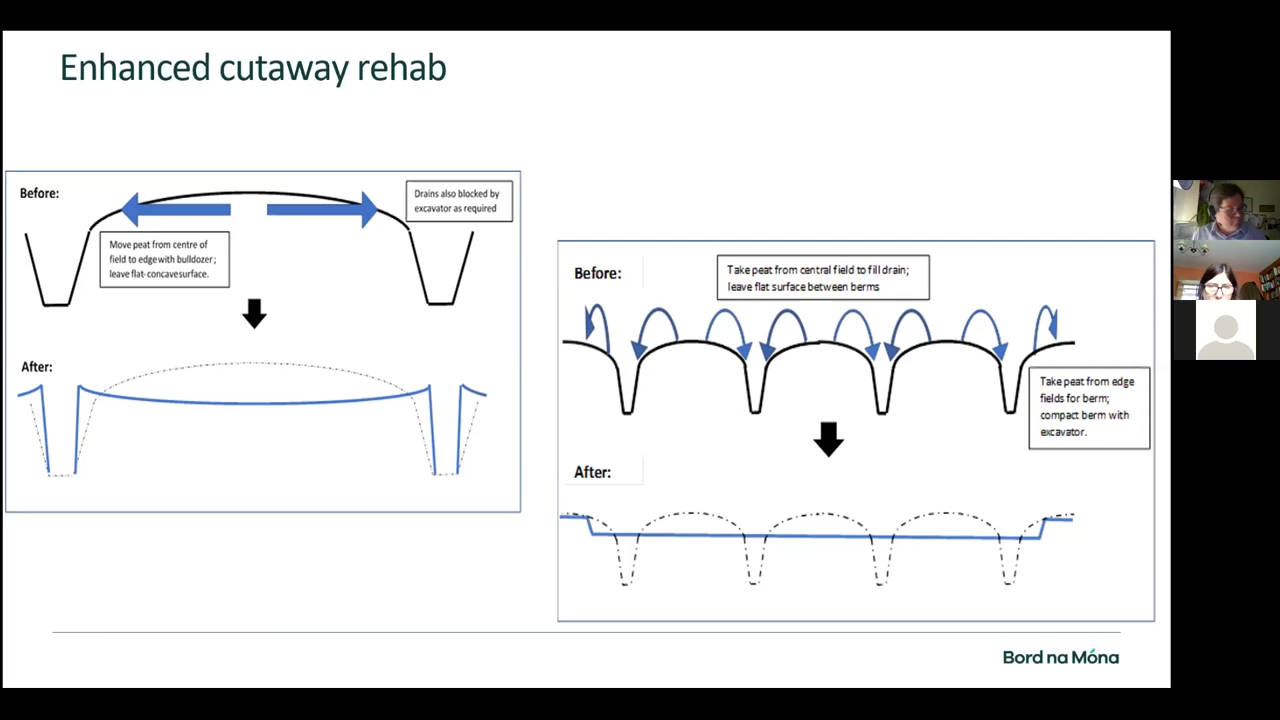 Enhanced cutaway rehab
Before:
Drains also blocked by
excavator as required
Move peat from centre of
field to edge with bulldozer;
leave flat-concave surface.
After:
Before:
Take peat from central field to fill drain;
leave flat surface between berms
Take peat from edge
fields for berm;
compact berm with
excavator.
After:
Bord na Móna